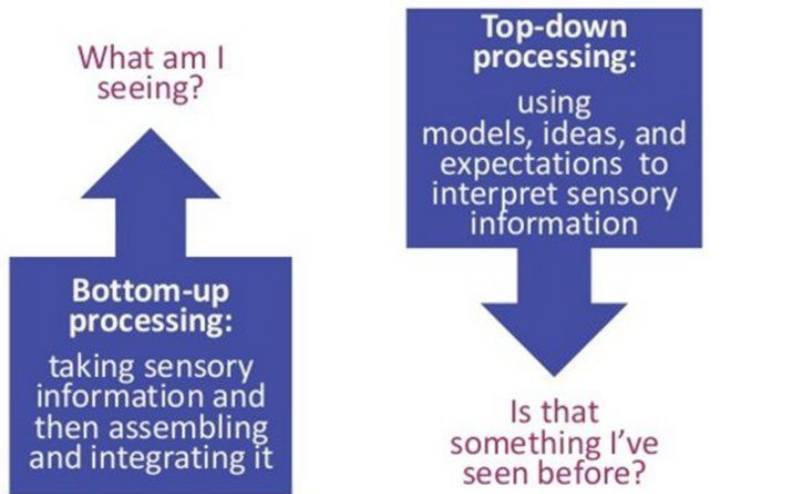 What am I
seeing?
Bottom-up
processing:
taking sensory
information and
then assembling
and integrating it
Top-down
processing:
using
models, ideas, and
expectations to
interpret sensory
information
Is that
something I've
seen before?